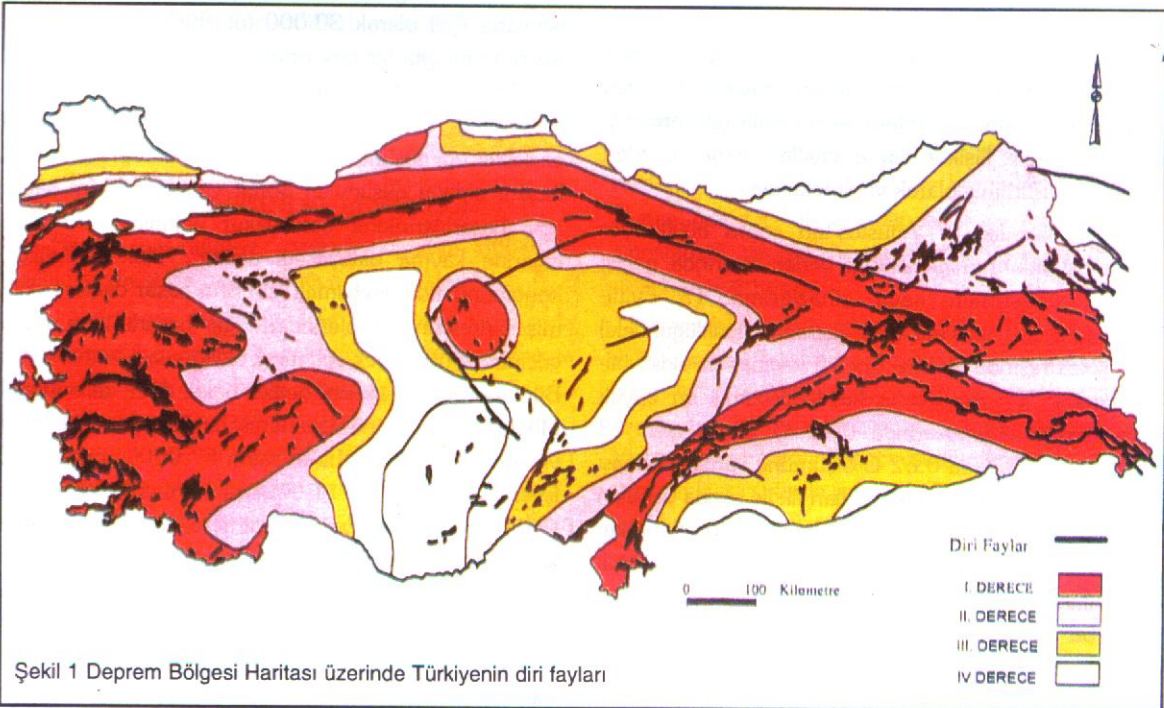 0 100 Kilometre
Diri Faylar
I. DERECE
II. DERECE
III. DERECE
IV DERECE
Şekil 1 Deprem Bölgesi Haritası üzerinde Türkiyenin diri fayları